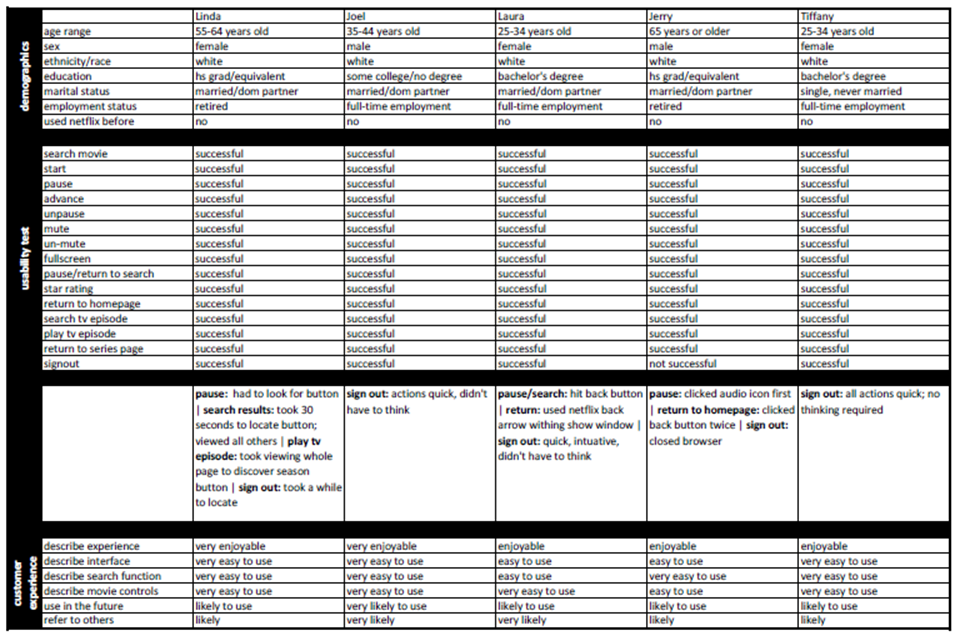 Linda Joel Laura Jerry Tiffany
demographics
age range 55-64 years old 35-44 years old 25-34 years old 65 years or older 25-34 years old
sex female male female male female
ethnicity/race white white white white white
education hs grad/equivalent some college/no degree bachelor's degree hs grad/equivalent bachelor's degree
marital status married/dom partner married/dom partner married/dom partner married/dom partner single, never married
employment status retired full-time employment full-time employment retired full-time employment
used netflix before no no no no no
usability test
search movie successful successful successful successful successful
start successful successful successful successful successful
pause successful successful successful successful successful
advance successful successful successful successful successful
unpause successful successful successful successful successful
mute successful successful successful successful successful
un-mute successful successful successful successful successful
fullscreen successful successful successful successful successful
pause/return to search successful successful successful successful successful
star rating successful successful successful successful successful
return to homepage successful successful successful successful successful
search tv episode successful successful successful successful successful
play tv episode successful successful successful successful successful
return to series page successful successful successful successful successful
signout successful successful successful not successful successful
pause: had to look for button
| search results: took 30
seconds to locate button;
viewed all others | play tv
episode: took viewing whole
page to discover season
button | sign out: took a while
to locate
sign out: actions quick, didn't
have to think
pause/search: hit back button
| return: used netflix back
arrow withing show window |
sign out: quick, intuative,
didn't have to think
pause: clicked audio icon first
| return to homepage: clicked
back button twice | sign out:
closed browser
sign out: all actions quick; no
thinking required
customer
experience
describe experience very enjoyable very enjoyable enjoyable enjoyable enjoyable
describe interface very easy to use very easy to use easy to use easy to use very easy to use
describe search function very easy to use very easy to use easy to use very easy to use very easy to use
describe movie controls very easy to use very easy to use very easy to use easy to use very easy to use
use in the future likely to use very likely to use likely to use likely to use likely to use
refer to others likely very likely very likely likely likely